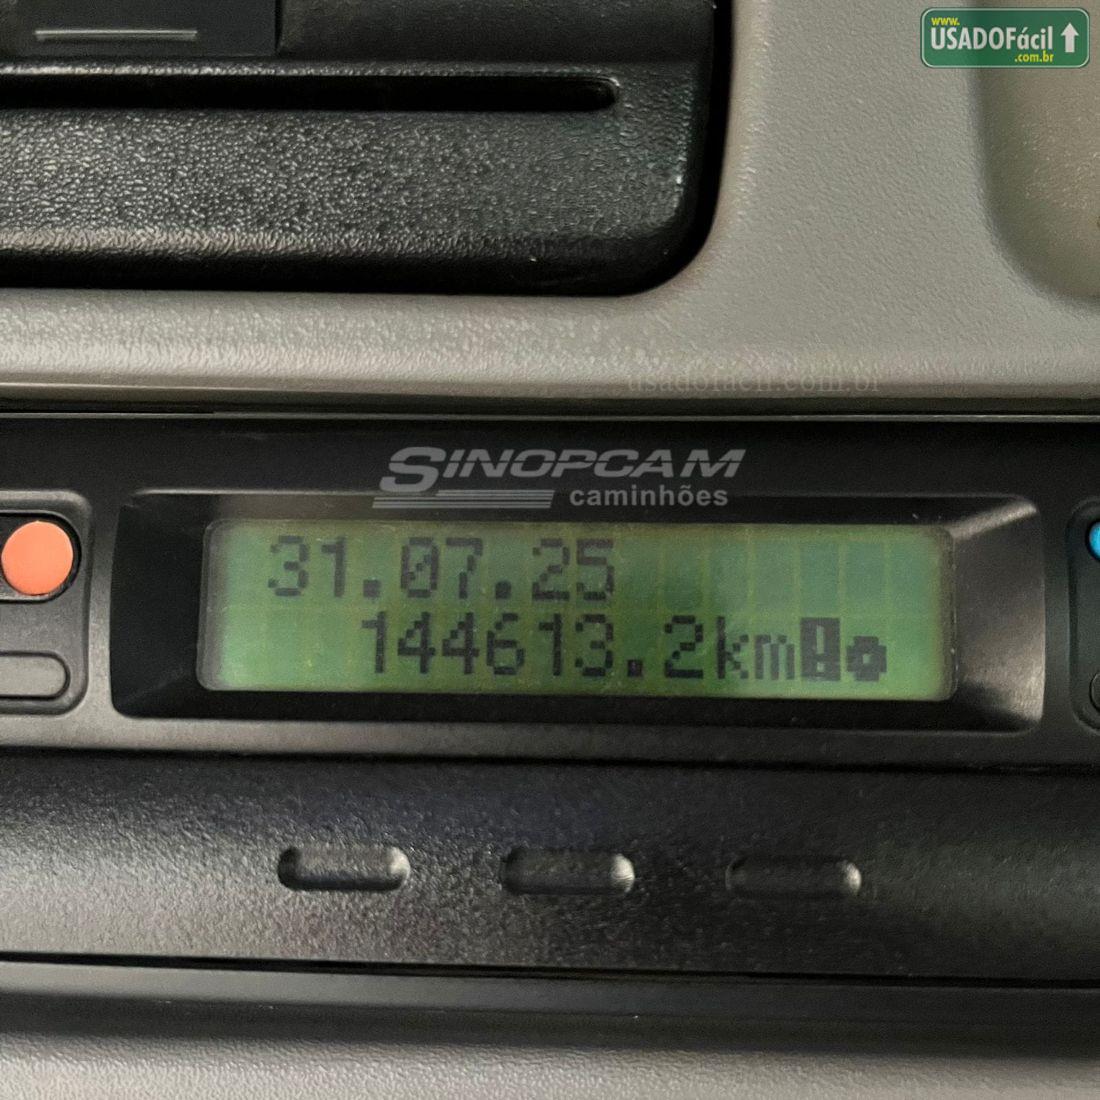 www.
USADOFácil
.com.br
usadofacil.com.br
SINOPCAM
caminhões
31.07.25
144613.2km